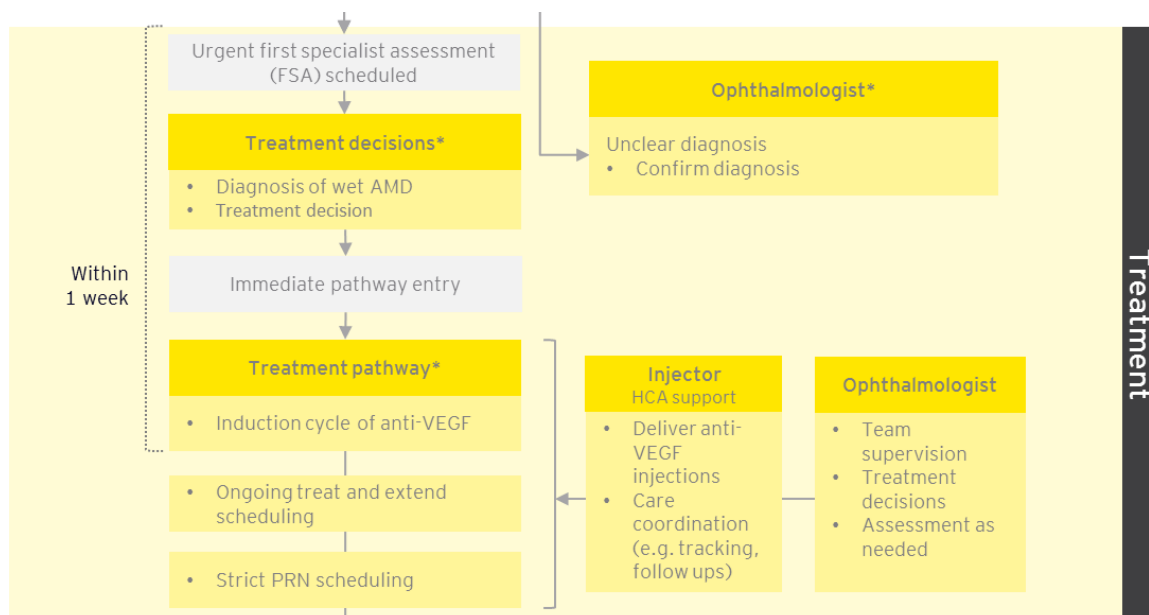 Urgent first specialist assessment
(FSA) scheduled
Ophthalmologist*
Unclear diagnosis
• Confirm diagnosis
Treatment decisions*
• Diagnosis of wet AMD
• Treatment decision
Within
1 week
Immediate pathway entry
Treatment pathway*
• Induction cycle of anti-VEGF
• Ongoing treat and extend
scheduling
• Strict PRN scheduling
Injector
HCA support
• Deliver anti-
VEGF
injections
• Care
coordination
(e.g. tracking,
follow ups)
Ophthalmologist
• Team
supervision
• Treatment
decisions
• Assessment as
needed
Treatment